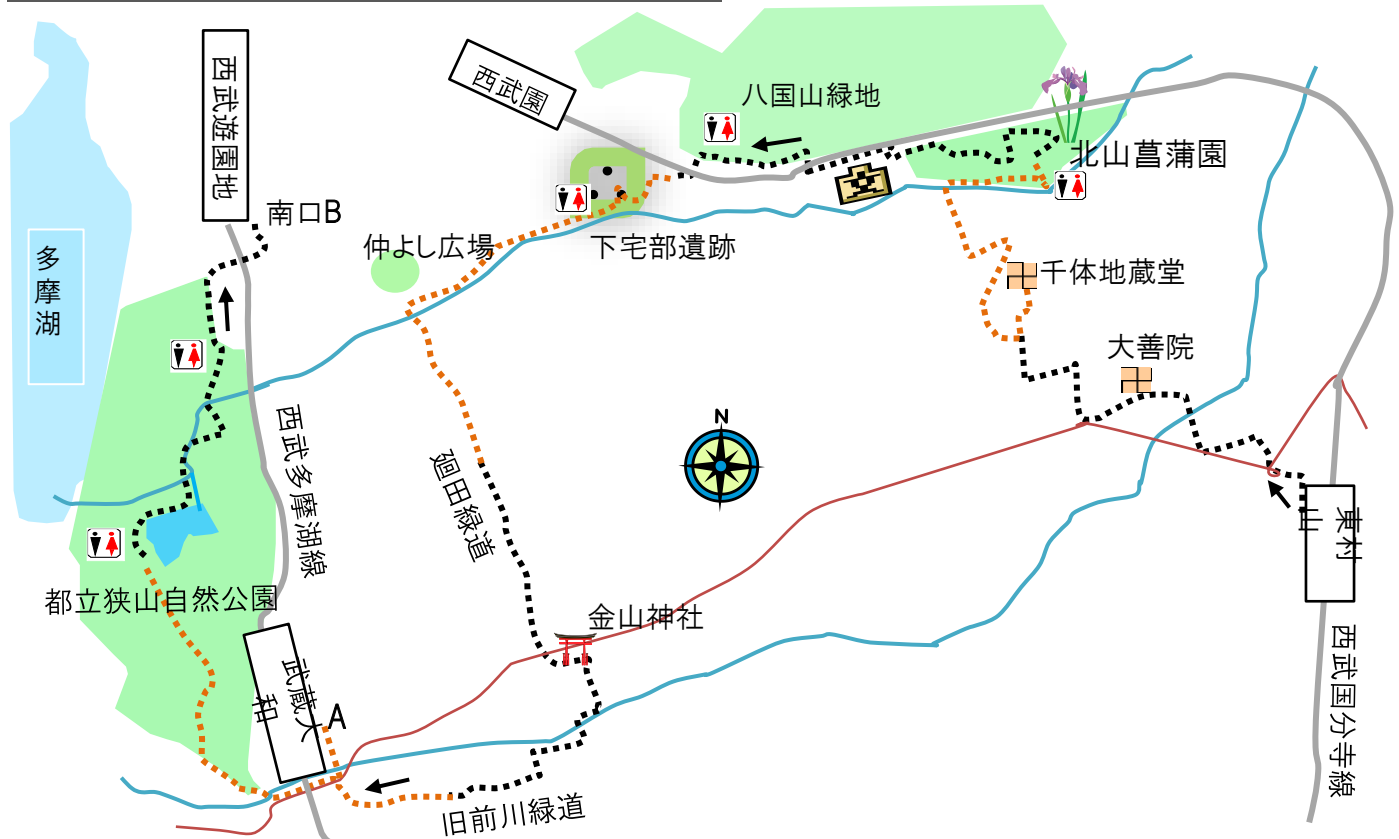 西武遊園地
西武園
八国山緑地
北山菖蒲園
南口B
仲よし広場
下宅部遺跡
千体地蔵堂
多摩湖
大善院
N
西武多摩湖線
廻田緑道
東村山
都立狭山自然公園
金山神社
武蔵大和
A
西武国分寺線
旧前川緑道